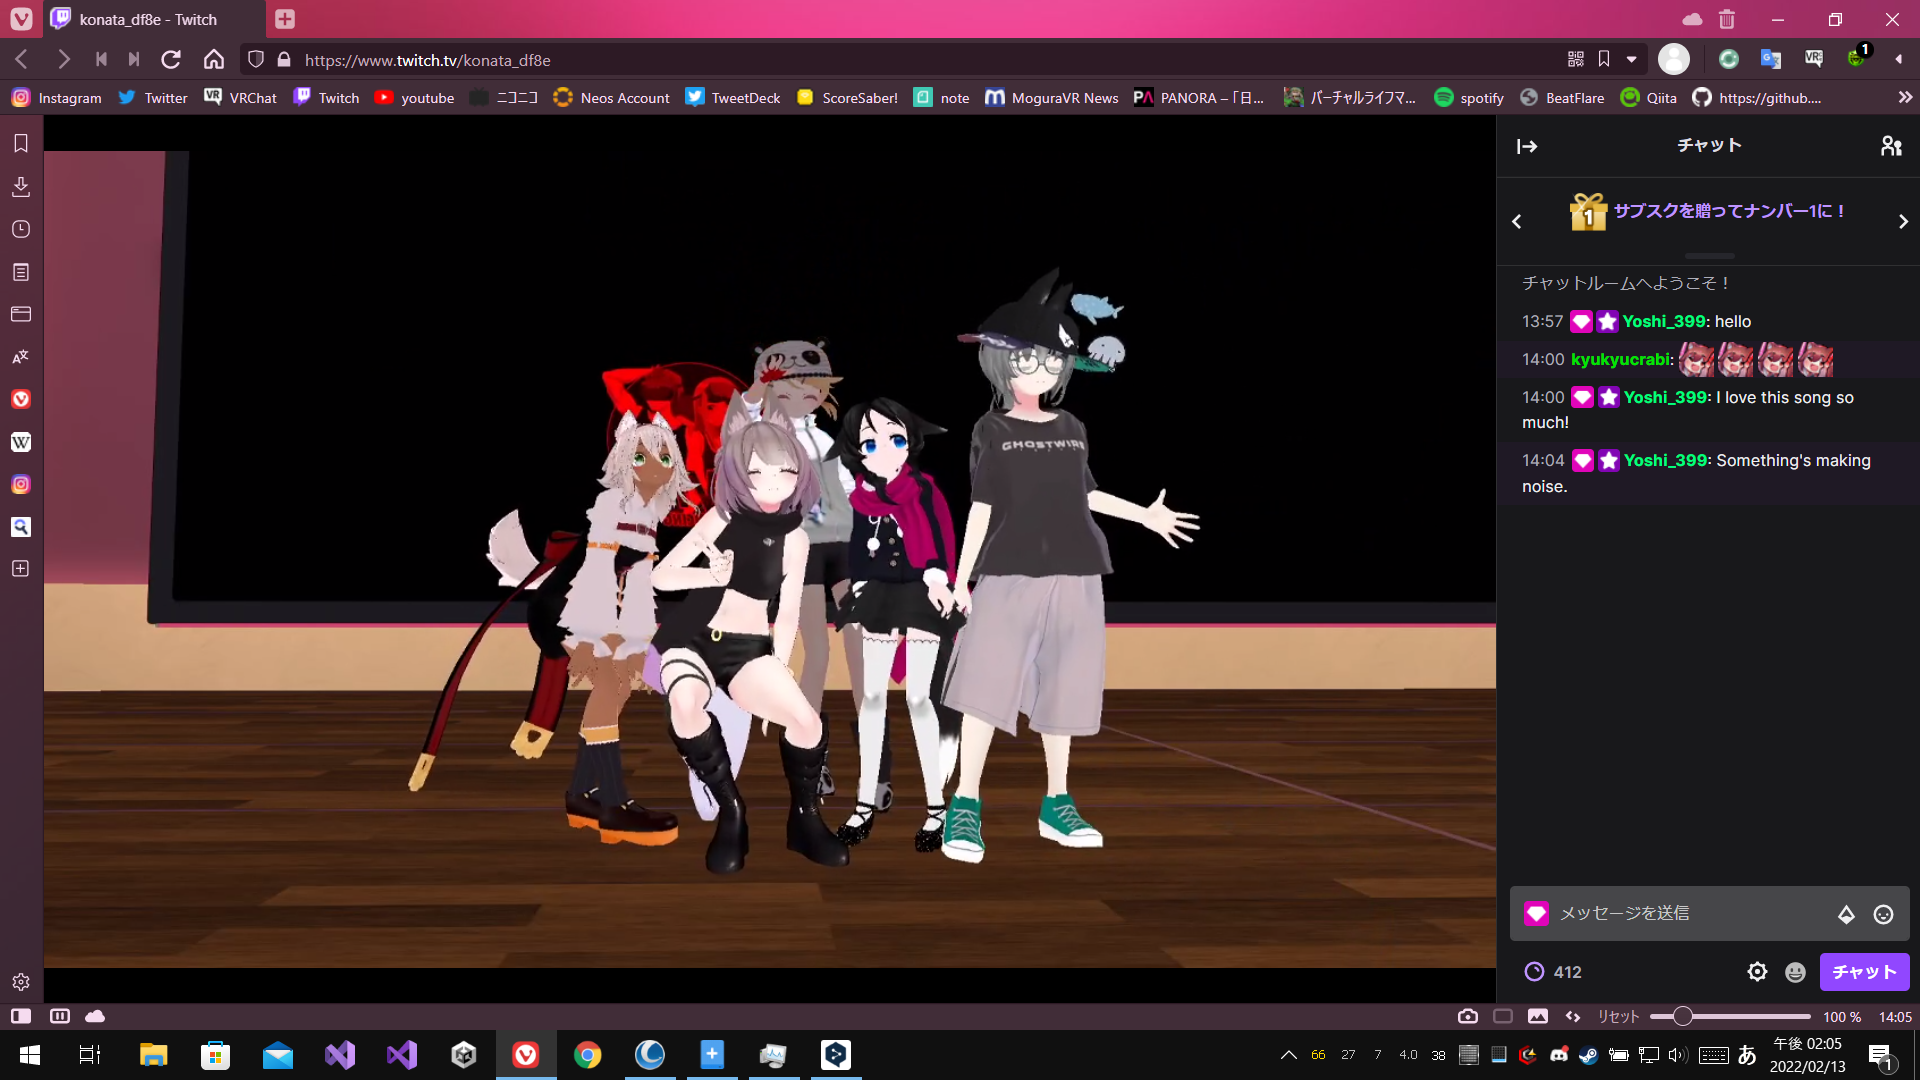 konata_df8e - Twitch
https://www.twitch.tv/konata_df8e
1
Instagram
Twitter
VRChat
Twitch
youtube
ニコニコ
Neos Account
TweetDeck
ScoreSaber!
note
MoguraVR News
PANORA – 「日...
バーチャルライフマ...
spotify
BeatFlare
Qiita
https://github....
チャット
1
サブスクを贈ってナンバー1に！
チャットルームへようこそ！
13:57 Yoshi_399: hello
14:00 kyukyucrabi:
14:00 Yoshi_399: I love this song so
much!
14:04 Yoshi_399: Something's making
noise.
GHOSTWIRE
メッセージを送信
412
チャット
リセット
100 %
14:05
66
27
7
4.0
38
あ
午後 02:05
2022/02/13
1